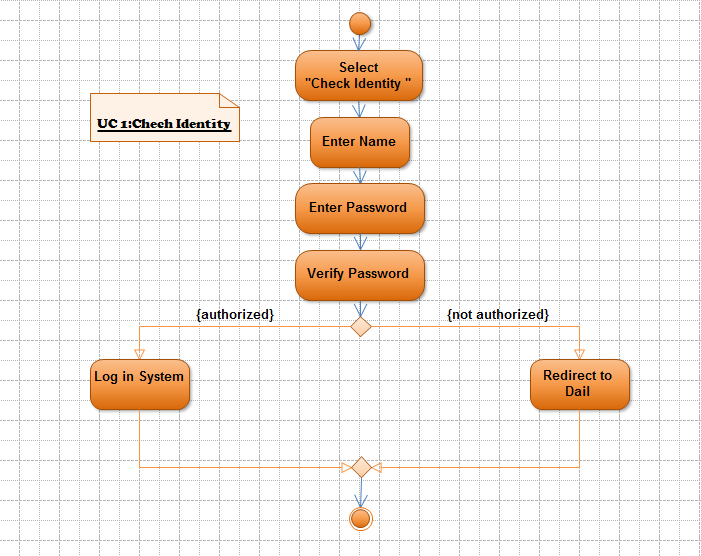 Select
"Check Identity "
UC 1:Chech Identity
Enter Name
Enter Password
Verify Password
{authorized}
{not authorized}
Log in System
Redirect to
Dail